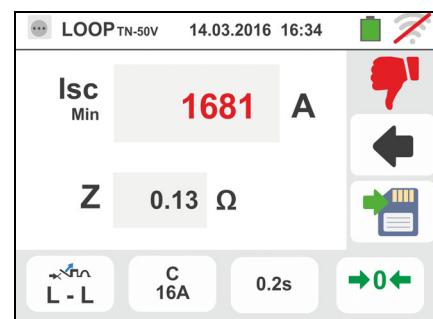 LOOP TN-50V 14.03.2016 16:34
Isc
Min
1681 A
Z 0.13 Ω
L - L
C
16A
0.2s
0